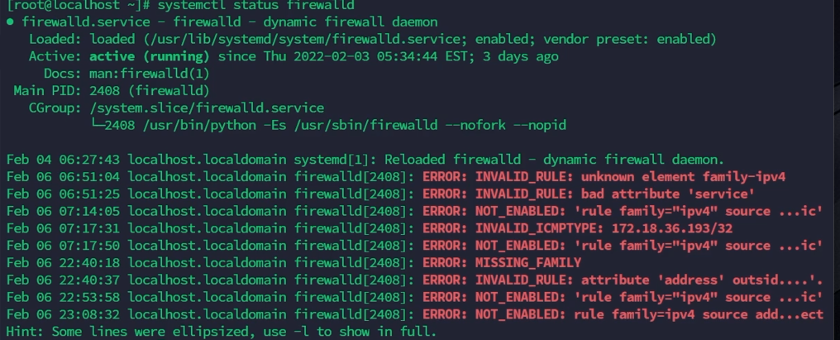 [root@localhost ~]# systemctl status firewalld
● firewalld.service - firewalld - dynamic firewall daemon
Loaded: loaded (/usr/lib/systemd/system/firewalld.service; enabled; vendor preset: enabled)
Active: active (running) since Thu 2022-02-03 05:34:44 EST; 3 days ago
Docs: man:firewalld(1)
Main PID: 2408 (firewalld)
CGroup: /system.slice/firewalld.service
└─2408 /usr/bin/python -Es /usr/sbin/firewalld --nofork --nopid
Feb 04 06:27:43 localhost.localdomain systemd[1]: Reloaded firewalld - dynamic firewall daemon.
Feb 06 06:51:04 localhost.localdomain firewalld[2408]: ERROR: INVALID_RULE: unknown element family-ipv4
Feb 06 06:51:25 localhost.localdomain firewalld[2408]: ERROR: INVALID_RULE: bad attribute 'service'
Feb 06 07:14:05 localhost.localdomain firewalld[2408]: ERROR: NOT_ENABLED: 'rule family="ipv4" source ...ic'
Feb 06 07:17:31 localhost.localdomain firewalld[2408]: ERROR: INVALID_ICMPTYPE: 172.18.36.193/32
Feb 06 07:17:50 localhost.localdomain firewalld[2408]: ERROR: NOT_ENABLED: 'rule family="ipv4" source ...ic'
Feb 06 22:40:18 localhost.localdomain firewalld[2408]: ERROR: MISSING_FAMILY
Feb 06 22:40:37 localhost.localdomain firewalld[2408]: ERROR: INVALID_RULE: attribute 'address' outsid....'.
Feb 06 22:53:58 localhost.localdomain firewalld[2408]: ERROR: NOT_ENABLED: 'rule family="ipv4" source ...ic'
Feb 06 23:08:32 localhost.localdomain firewalld[2408]: ERROR: NOT_ENABLED: rule family=ipv4 source add...ect
Hint: Some lines were ellipsized, use -l to show in full.